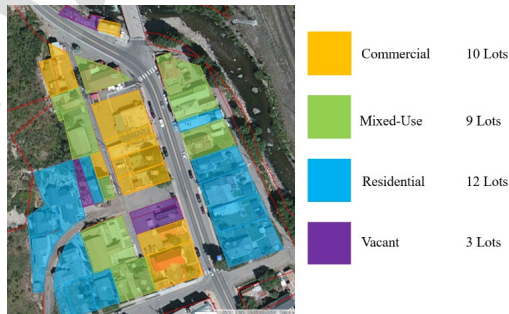 Commercial 10 Lots
Mixed-Use 9 Lots
Residential 12 Lots
Vacant 3 Lots